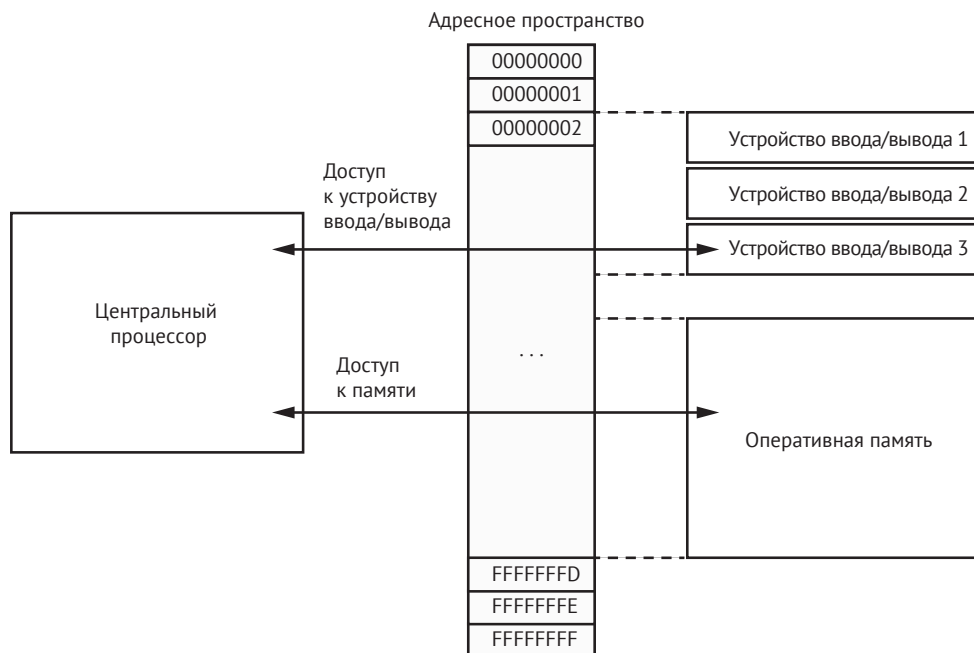 Адресное пространство
00000000
00000001
00000002
Устройство ввода/вывода 1
Устройство ввода/вывода 2
Устройство ввода/вывода 3
Доступ
к устройству
ввода/вывода
Центральный
процессор
. . .
Доступ
к памяти
Оперативная память
FFFFFFFD
FFFFFFFE
FFFFFFFF